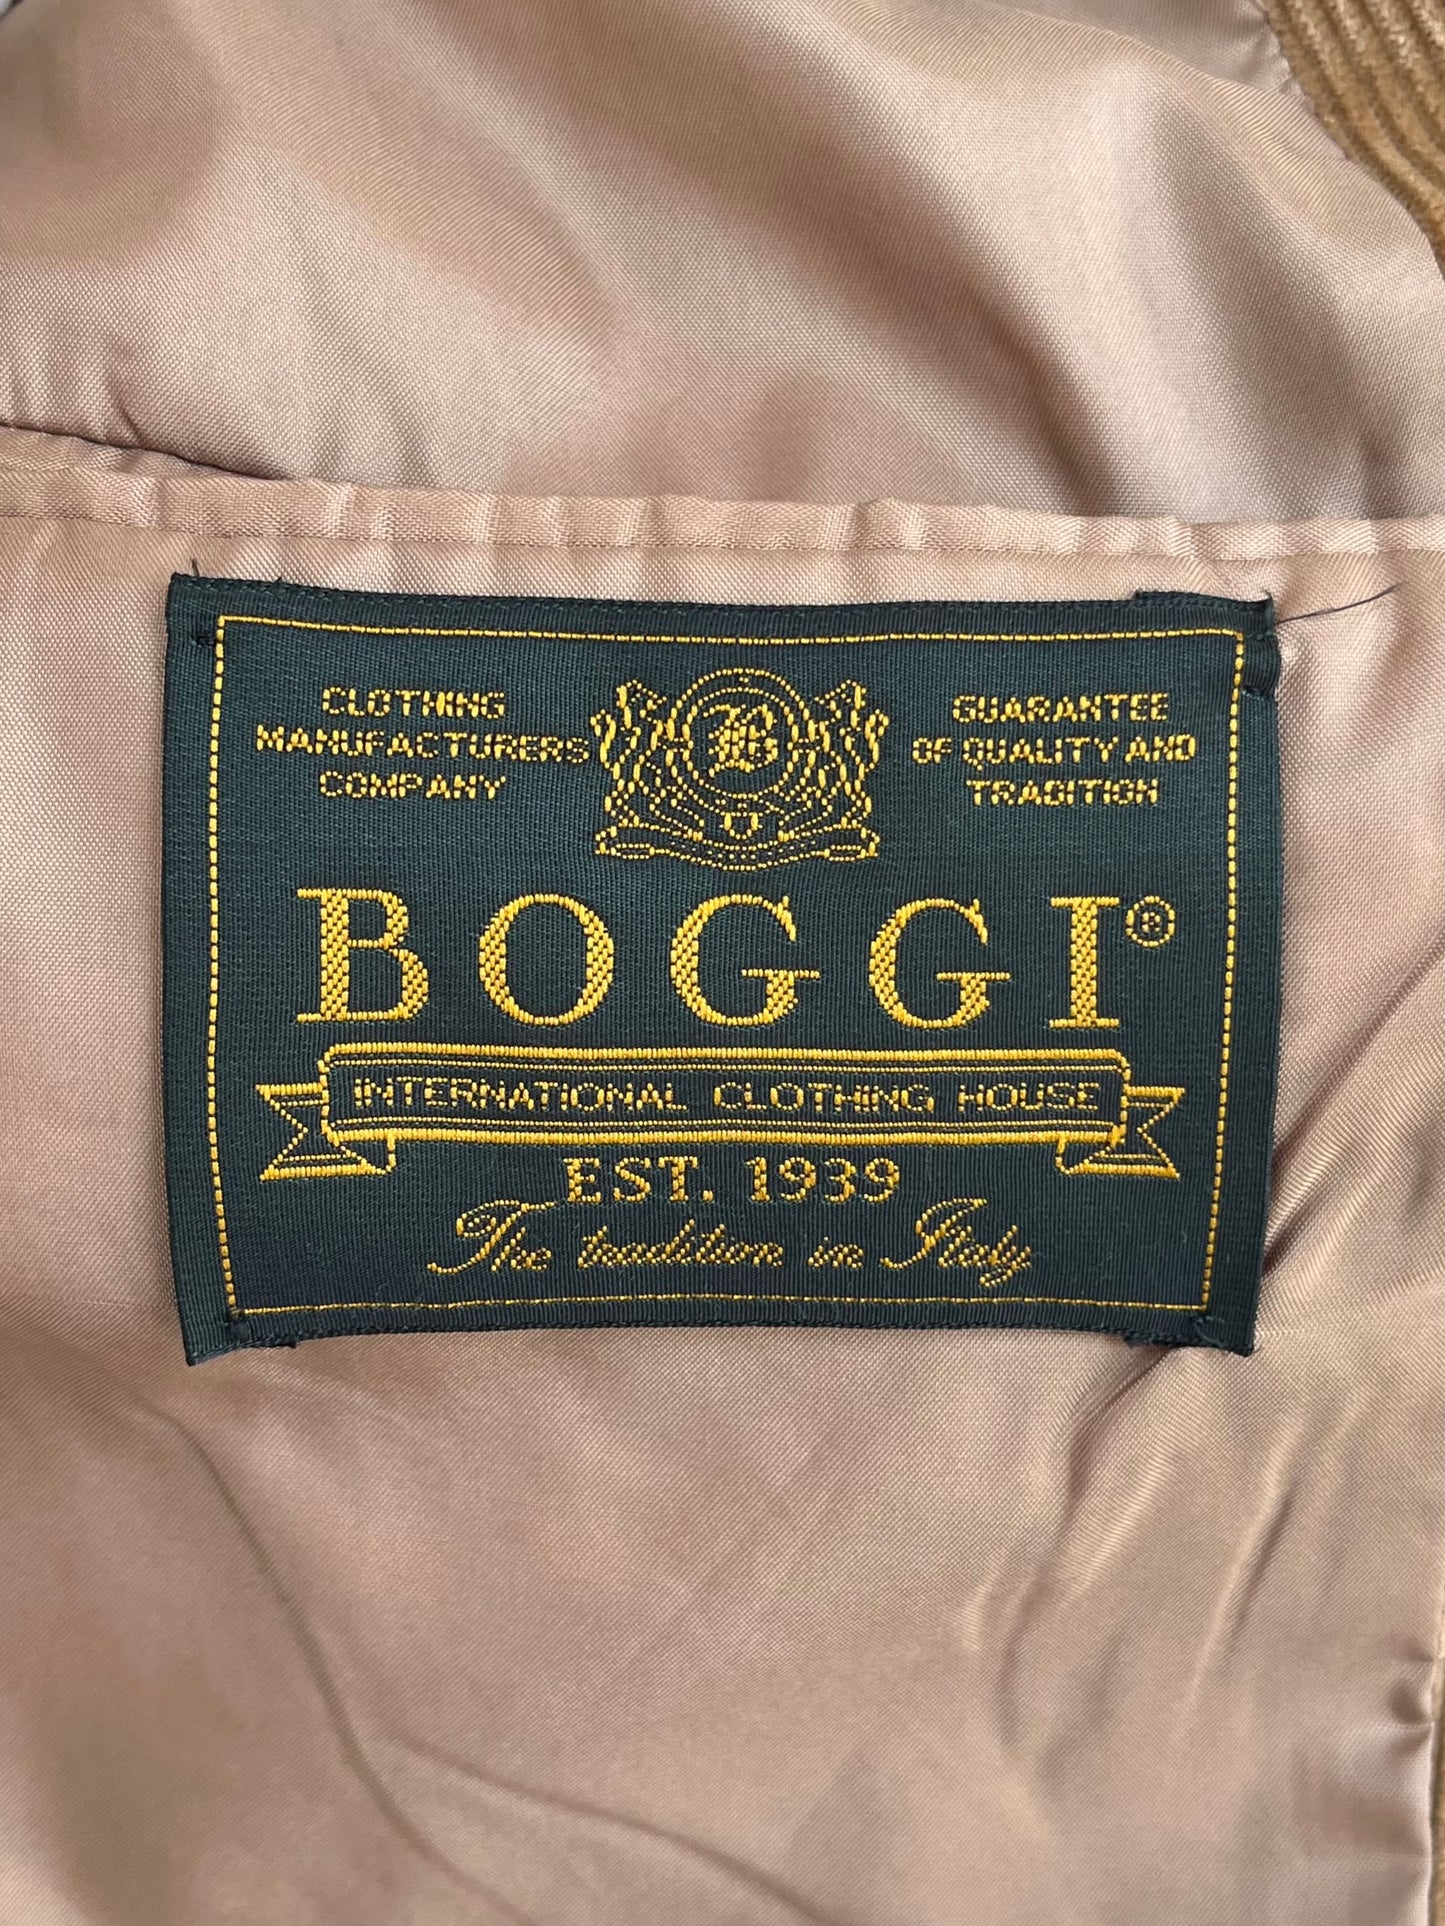 CLOTHING
MANUFACTURERS
COMPANY
B
GUARANTEE
OF QUALITY AND
TRADITION
BOGGI®
INTERNATIONAL CLOTHING HOUSE
EST. 1939
The tradition in Italy